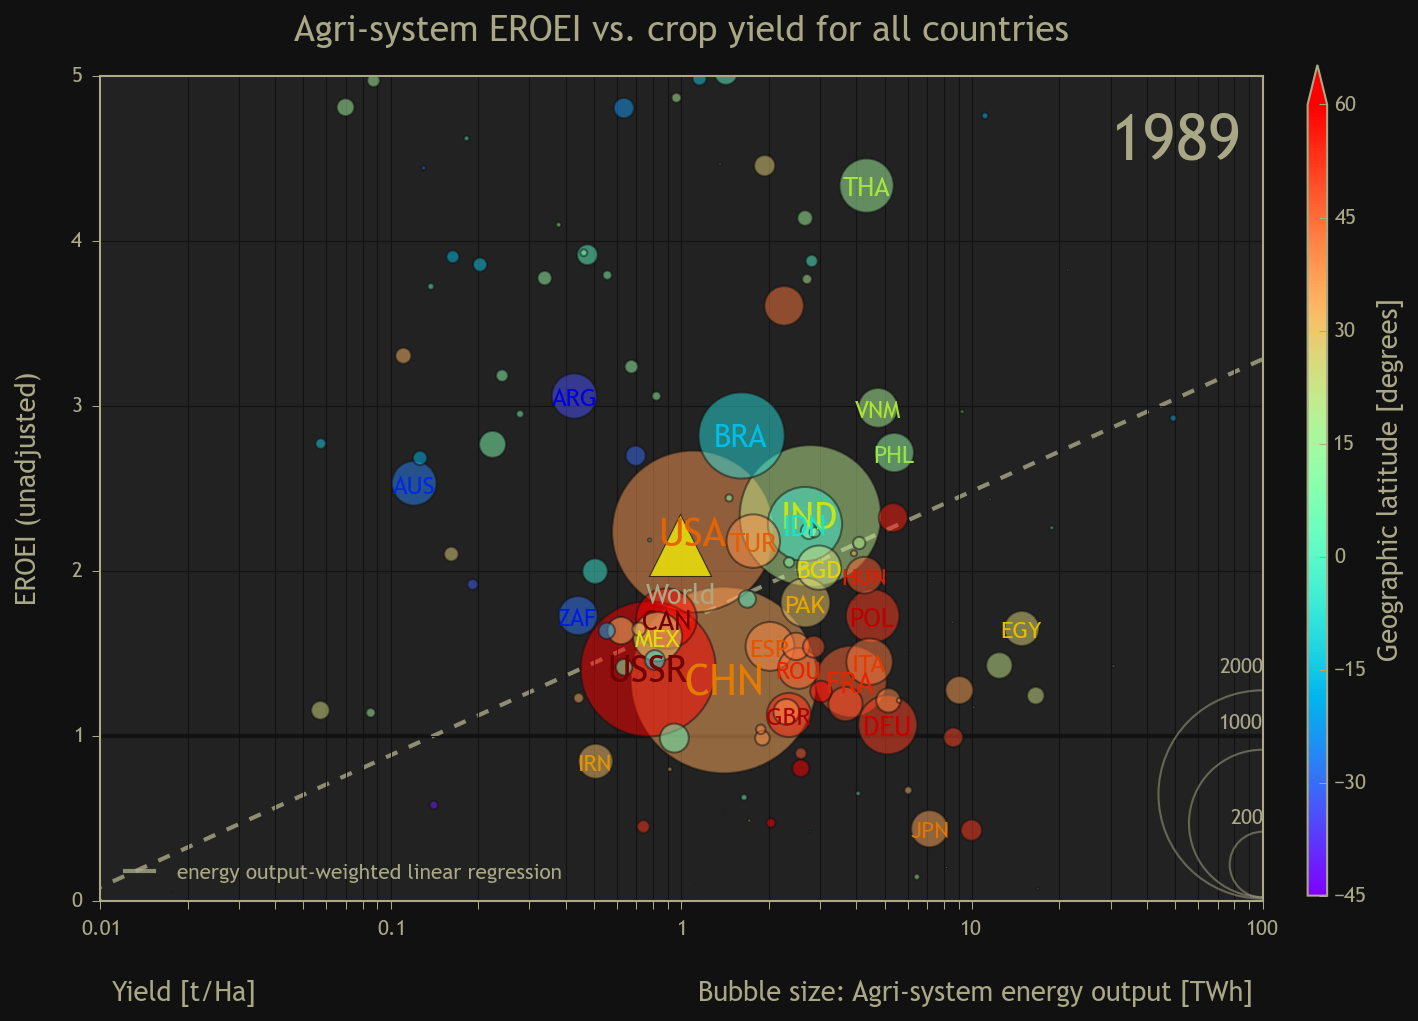 Agri-system EROEI vs. crop yield for all countries
1989
EROEI (unadjusted)
5
4
3
2
1
0
THA
ARG
BRA
VNM
PHL
AUS
USA
IND
TUR
BGD
HUN
World
PAK
ZAF
CAN
POL
MEX
EGY
USSR
CHN
ESP
ROU
ITA
FRA
GBR
DEU
IRN
JPN
2000
1000
200
energy output-weighted linear regression
0.01
0.1
1
10
100
Yield [t/Ha]
Bubble size: Agri-system energy output [TWh]
60
45
30
15
0
−15
−30
−45
Geographic latitude [degrees]